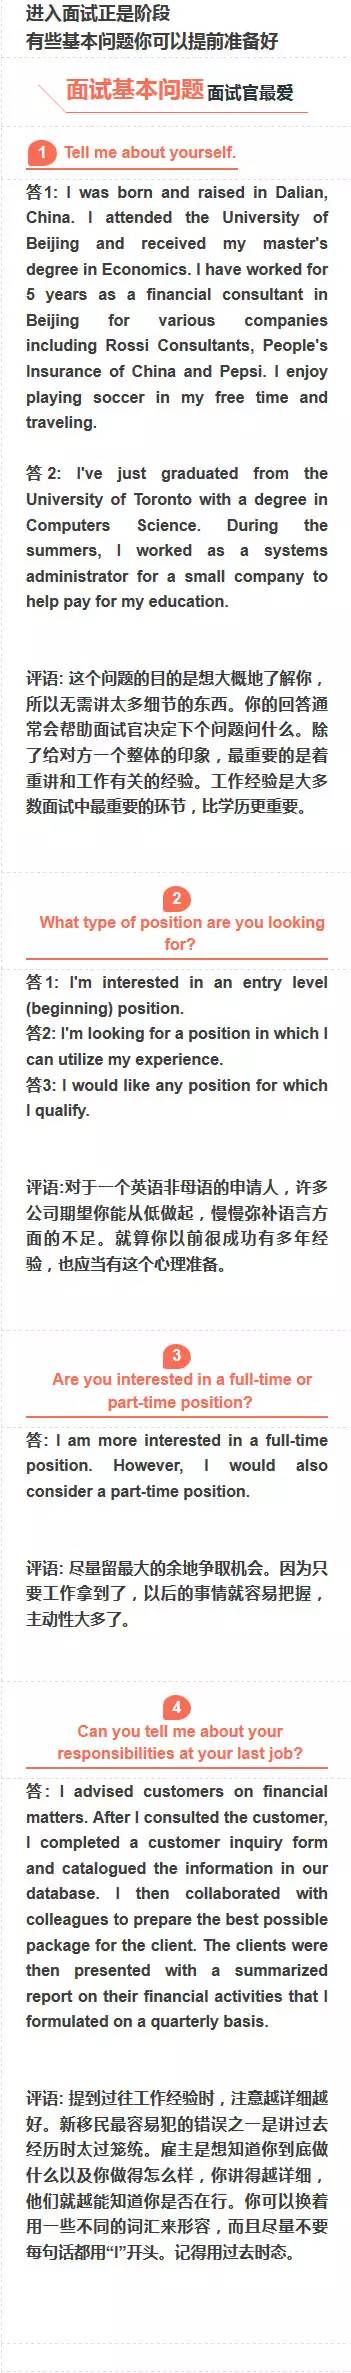 进入面试正是阶段
有些基本问题你可以提前准备好
面试基本问题 面试官最爱
1 Tell me about yourself.
答1: I was born and raised in Dalian,
China. I attended the University of
Beijing and received my master's
degree in Economics. I have worked for
5 years as a financial consultant in
Beijing for various companies
including Rossi Consultants, People's
Insurance of China and Pepsi. I enjoy
playing soccer in my free time and
traveling.
答2: I've just graduated from the
University of Toronto with a degree in
Computers Science. During the
summers, I worked as a systems
administrator for a small company to
help pay for my education.
评语: 这个问题的目的是想大概地了解你，
所以无需讲太多细节的东西。你的回答通
常会帮助面试官决定下个问题问什么。除
了给对方一个整体的印象，最重要的是着
重讲和工作有关的经验。工作经验是大多
数面试中最重要的环节，比学历更重要。
2
What type of position are you looking
for?
答1: I'm interested in an entry level
(beginning) position.
答2: I'm looking for a position in which I
can utilize my experience.
答3: I would like any position for which
I qualify.
评语:对于一个英语非母语的申请人，许多
公司期望你能从低做起，慢慢弥补语言方
面的不足。就算你以前很成功有多年经
验，也应当有这个心理准备。
3
Are you interested in a full-time or
part-time position?
答: I am more interested in a full-time
position. However, I would also
consider a part-time position.
评语: 尽量留最大的余地争取机会。因为只
要工作拿到了，以后的事情就容易把握，
主动性大多了。
4
Can you tell me about your
responsibilities at your last job?
答: I advised customers on financial
matters. After I consulted the customer,
I completed a customer inquiry form
and catalogued the information in our
database. I then collaborated with
colleagues to prepare the best possible
package for the client. The clients were
then presented with a summarized
report on their financial activities that I
formulated on a quarterly basis.
评语: 提到过往工作经验时，注意越详细越
好。新移民最容易犯的错误之一是讲过去
经历时太过笼统。雇主是想知道你到底做
什么以及你做得怎么样，你讲得越详细，
他们就越能知道你是否在行。你可以换着
用一些不同的词汇来形容，而且尽量不要
每句话都用“I”开头。记得用过去时态。